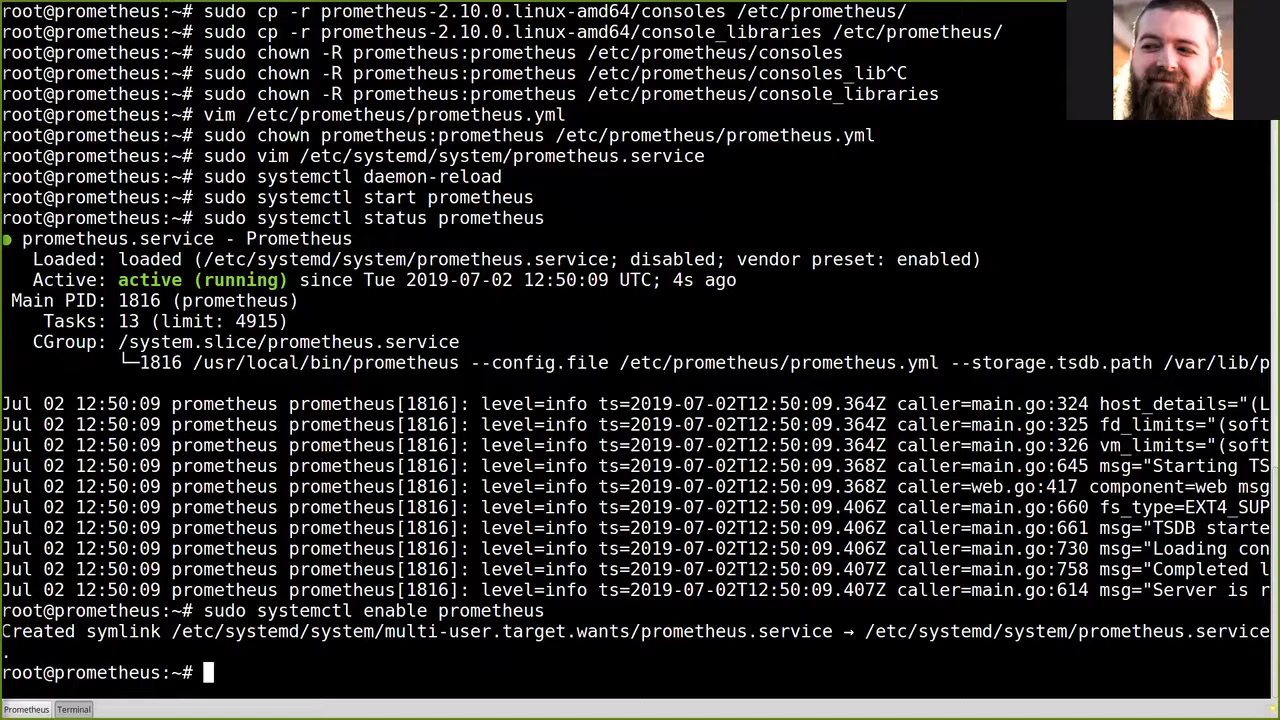 root@prometheus:~# sudo cp -r prometheus-2.10.0.linux-amd64/consoles /etc/prometheus/
root@prometheus:~# sudo cp -r prometheus-2.10.0.linux-amd64/console_libraries /etc/prometheus/
root@prometheus:~# sudo chown -R prometheus:prometheus /etc/prometheus/consoles
root@prometheus:~# sudo chown -R prometheus:prometheus /etc/prometheus/consoles_lib^C
root@prometheus:~# sudo chown -R prometheus:prometheus /etc/prometheus/console_libraries
root@prometheus:~# vim /etc/prometheus/prometheus.yml
root@prometheus:~# sudo chown prometheus:prometheus /etc/prometheus/prometheus.yml
root@prometheus:~# sudo vim /etc/systemd/system/prometheus.service
root@prometheus:~# sudo systemctl daemon-reload
root@prometheus:~# sudo systemctl start prometheus
root@prometheus:~# sudo systemctl status prometheus
● prometheus.service - Prometheus
   Loaded: loaded (/etc/systemd/system/prometheus.service; disabled; vendor preset: enabled)
   Active: active (running) since Tue 2019-07-02 12:50:09 UTC; 4s ago
 Main PID: 1816 (prometheus)
    Tasks: 13 (limit: 4915)
   CGroup: /system.slice/prometheus.service
           └─1816 /usr/local/bin/prometheus --config.file /etc/prometheus/prometheus.yml --storage.tsdb.path /var/lib/p
Jul 02 12:50:09 prometheus prometheus[1816]: level=info ts=2019-07-02T12:50:09.364Z caller=main.go:324 host_details="(L
Jul 02 12:50:09 prometheus prometheus[1816]: level=info ts=2019-07-02T12:50:09.364Z caller=main.go:325 fd_limits="(soft
Jul 02 12:50:09 prometheus prometheus[1816]: level=info ts=2019-07-02T12:50:09.364Z caller=main.go:326 vm_limits="(soft
Jul 02 12:50:09 prometheus prometheus[1816]: level=info ts=2019-07-02T12:50:09.368Z caller=main.go:645 msg="Starting TS
Jul 02 12:50:09 prometheus prometheus[1816]: level=info ts=2019-07-02T12:50:09.368Z caller=web.go:417 component=web msg
Jul 02 12:50:09 prometheus prometheus[1816]: level=info ts=2019-07-02T12:50:09.406Z caller=main.go:660 fs_type=EXT4_SUP
Jul 02 12:50:09 prometheus prometheus[1816]: level=info ts=2019-07-02T12:50:09.406Z caller=main.go:661 msg="TSDB starte
Jul 02 12:50:09 prometheus prometheus[1816]: level=info ts=2019-07-02T12:50:09.406Z caller=main.go:730 msg="Loading con
Jul 02 12:50:09 prometheus prometheus[1816]: level=info ts=2019-07-02T12:50:09.407Z caller=main.go:758 msg="Completed l
Jul 02 12:50:09 prometheus prometheus[1816]: level=info ts=2019-07-02T12:50:09.407Z caller=main.go:614 msg="Server is r
root@prometheus:~# sudo systemctl enable prometheus
Created symlink /etc/systemd/system/multi-user.target.wants/prometheus.service → /etc/systemd/system/prometheus.service
.
root@prometheus:~#
Prometheus Terminal